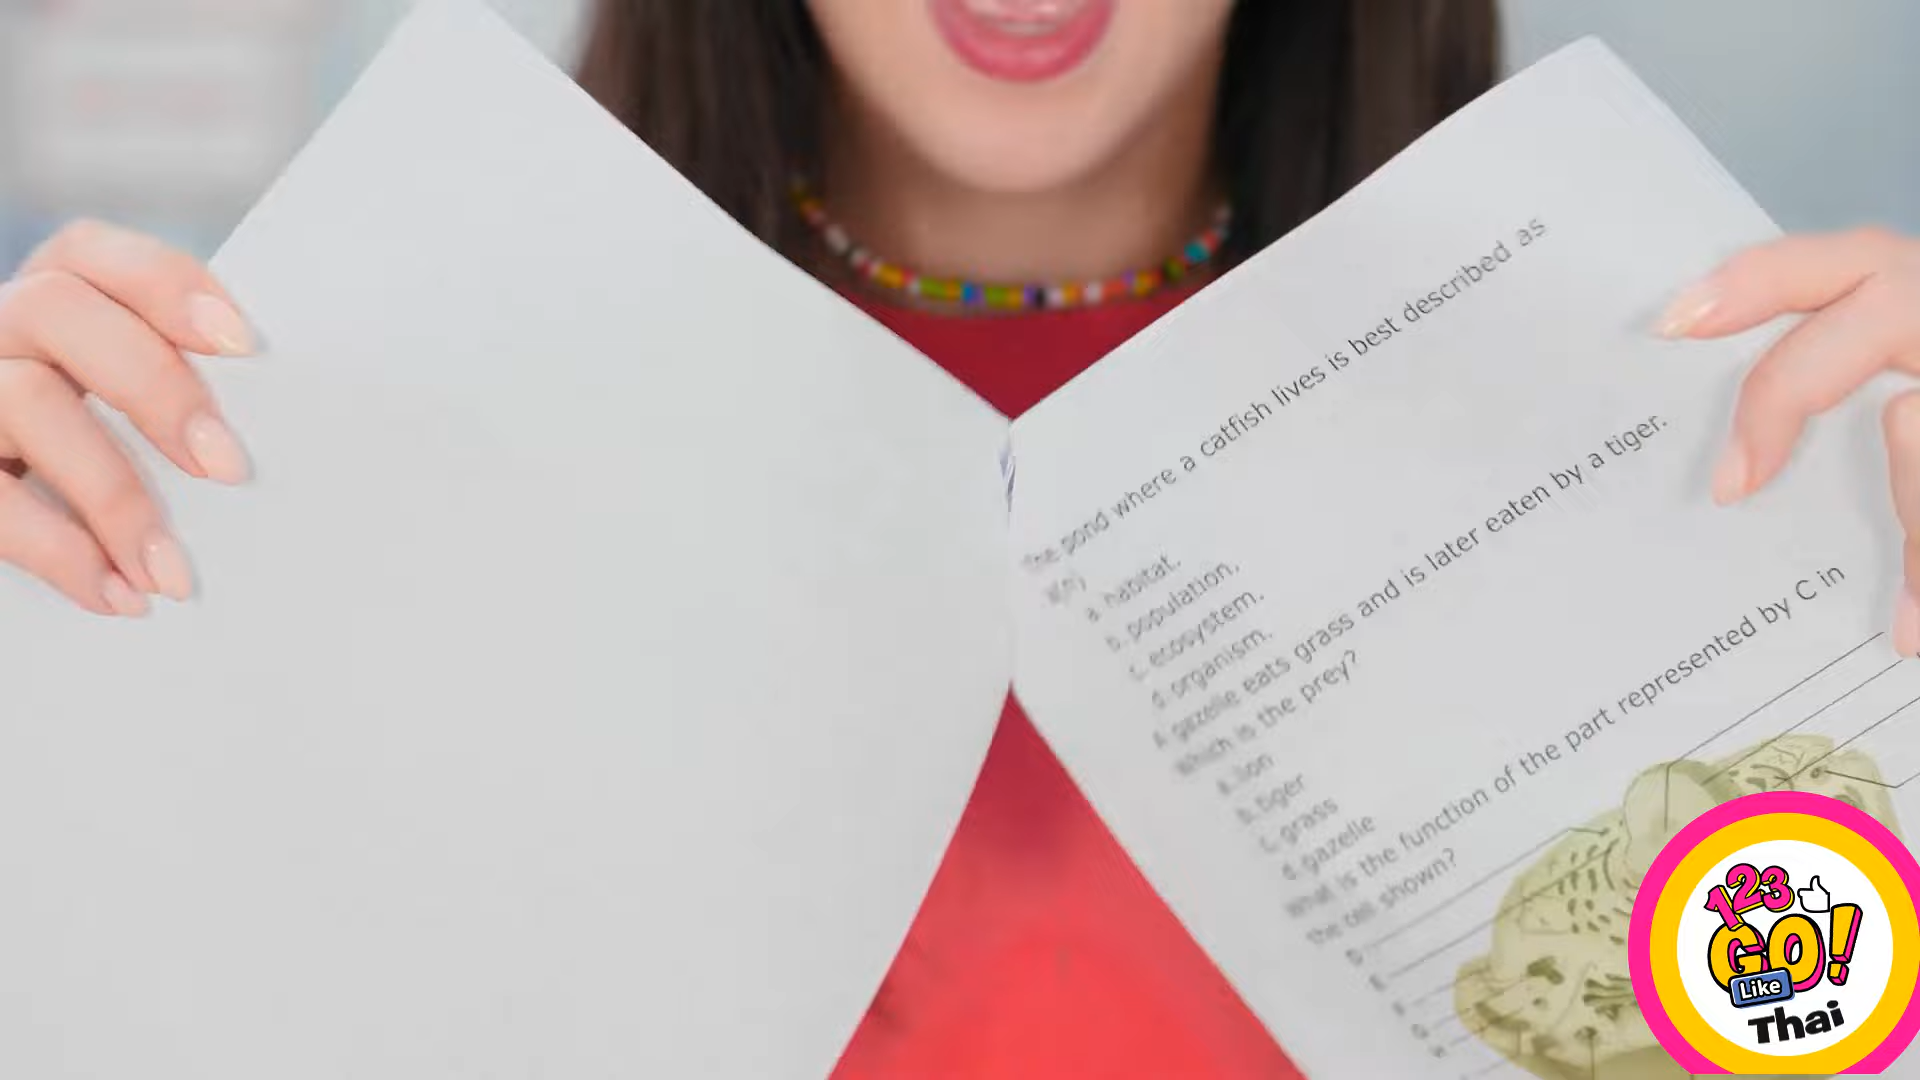 The pond where a catfish lives is best described as
a(n)
a. habitat.
b. population.
c. ecosystem.
d. organism.
A gazelle eats grass and is later eaten by a tiger.
Which is the prey?
a. lion
b. tiger
c. grass
d. gazelle
What is the function of the part represented by C in
the cell shown?
D
E
F
G
H
123
GO!
Like
Thai